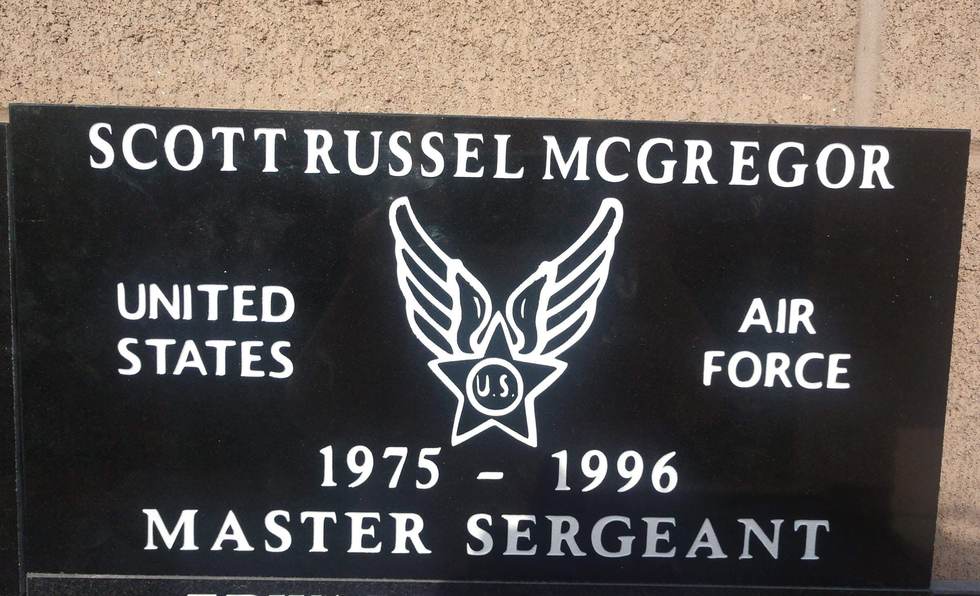 SCOTT RUSSEL MCGREGOR
UNITED
STATES
AIR
FORCE
U.S.
1975 - 1996
MASTER SERGEANT